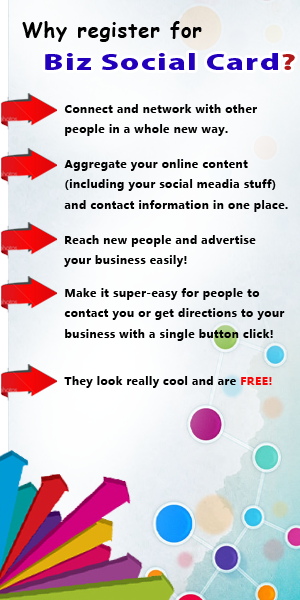 Why register for
Biz Social Card?
Connect and network with other
people in a whole new way.
Aggregate your online content
(including your social meadia stuff)
and contact information in one place.
Reach new people and advertise
your business easily!
Make it super-easy for people to
contact you or get directions to your
business with a single button click!
They look really cool and are FREE!